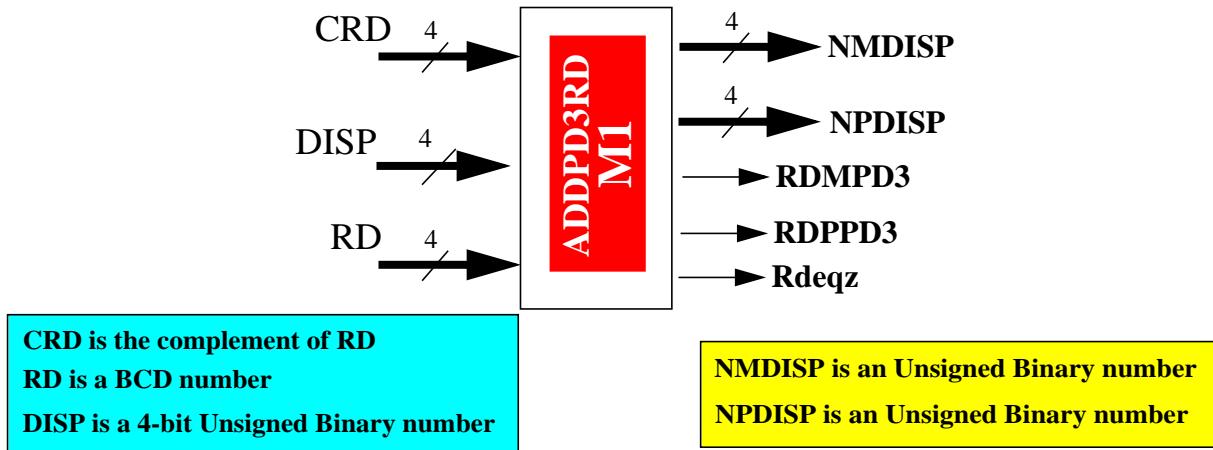 CRD
4
DISP
4
RD
4
ADDPD3RD
M1
4
NMDISP
4
NPDISP
RDMPD3
RDPPD3
Rdeqz
CRD is the complement of RD
RD is a BCD number
DISP is a 4-bit Unsigned Binary number
NMDISP is an Unsigned Binary number
NPDISP is an Unsigned Binary number